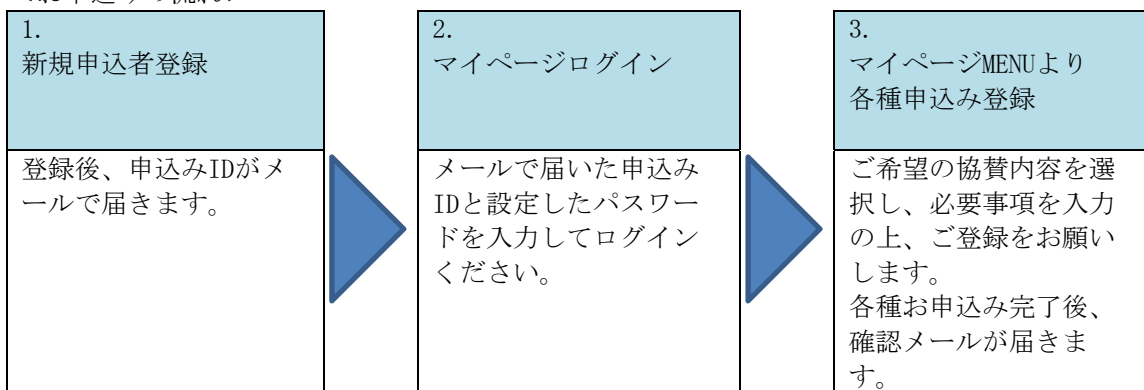 1.
新規申込者登録
登録後、申込みIDがメ
ールで届きます。
2.
マイページログイン
メールで届いた申込み
IDと設定したパスワー
ドを入力してログイン
ください。
3.
マイページMENUより
各種申込み登録
ご希望の協賛内容を選
択し、必要事項を入力
の上、ご登録をお願い
します。
各種お申込み完了後、
確認メールが届きま
す。